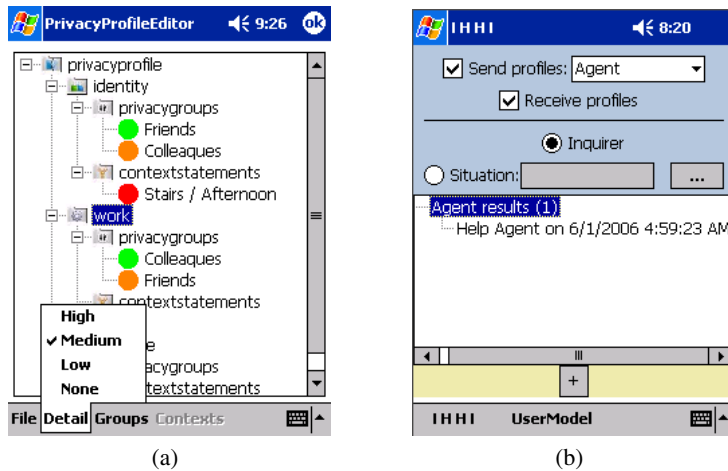 PrivacyProfileEditor 9:26 ok
privacyprofile
identity
privacygroups
Friends
Colleaques
contextstatements
Stairs / Afternoon
work
privacygroups
Colleaques
Friends
contextstatements
High
Medium
Low
None
e
acygroups
textstatements
File Detail Groups Contexts
(a)
IHHI 8:20
Send profiles: Agent
Receive profiles
Inquirer
Situation: ...
Agent results (1)
Help Agent on 6/1/2006 4:59:23 AM
+
IHHI UserModel
(b)